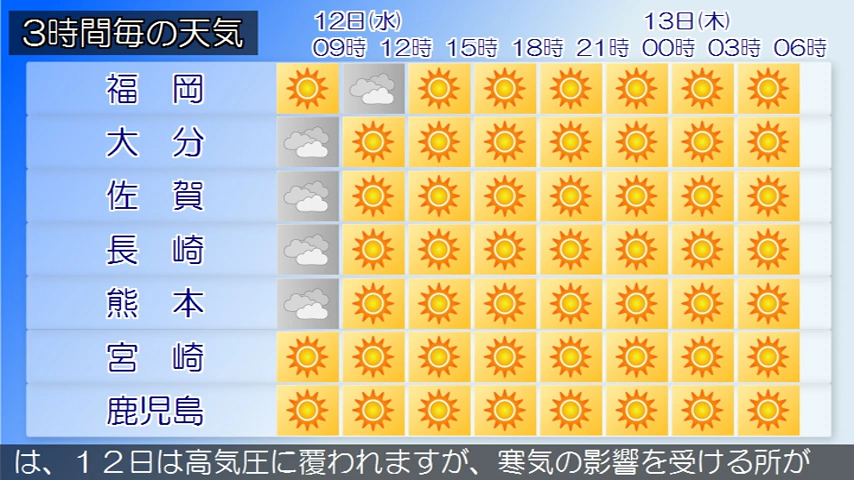 3時間毎の天気
12日(水) 13日(木)
09時 12時 15時 18時 21時 00時 03時 06時
福岡
大分
佐賀
長崎
熊本
宮崎
鹿児島
は、１２日は高気圧に覆われますが、寒気の影響を受ける所が